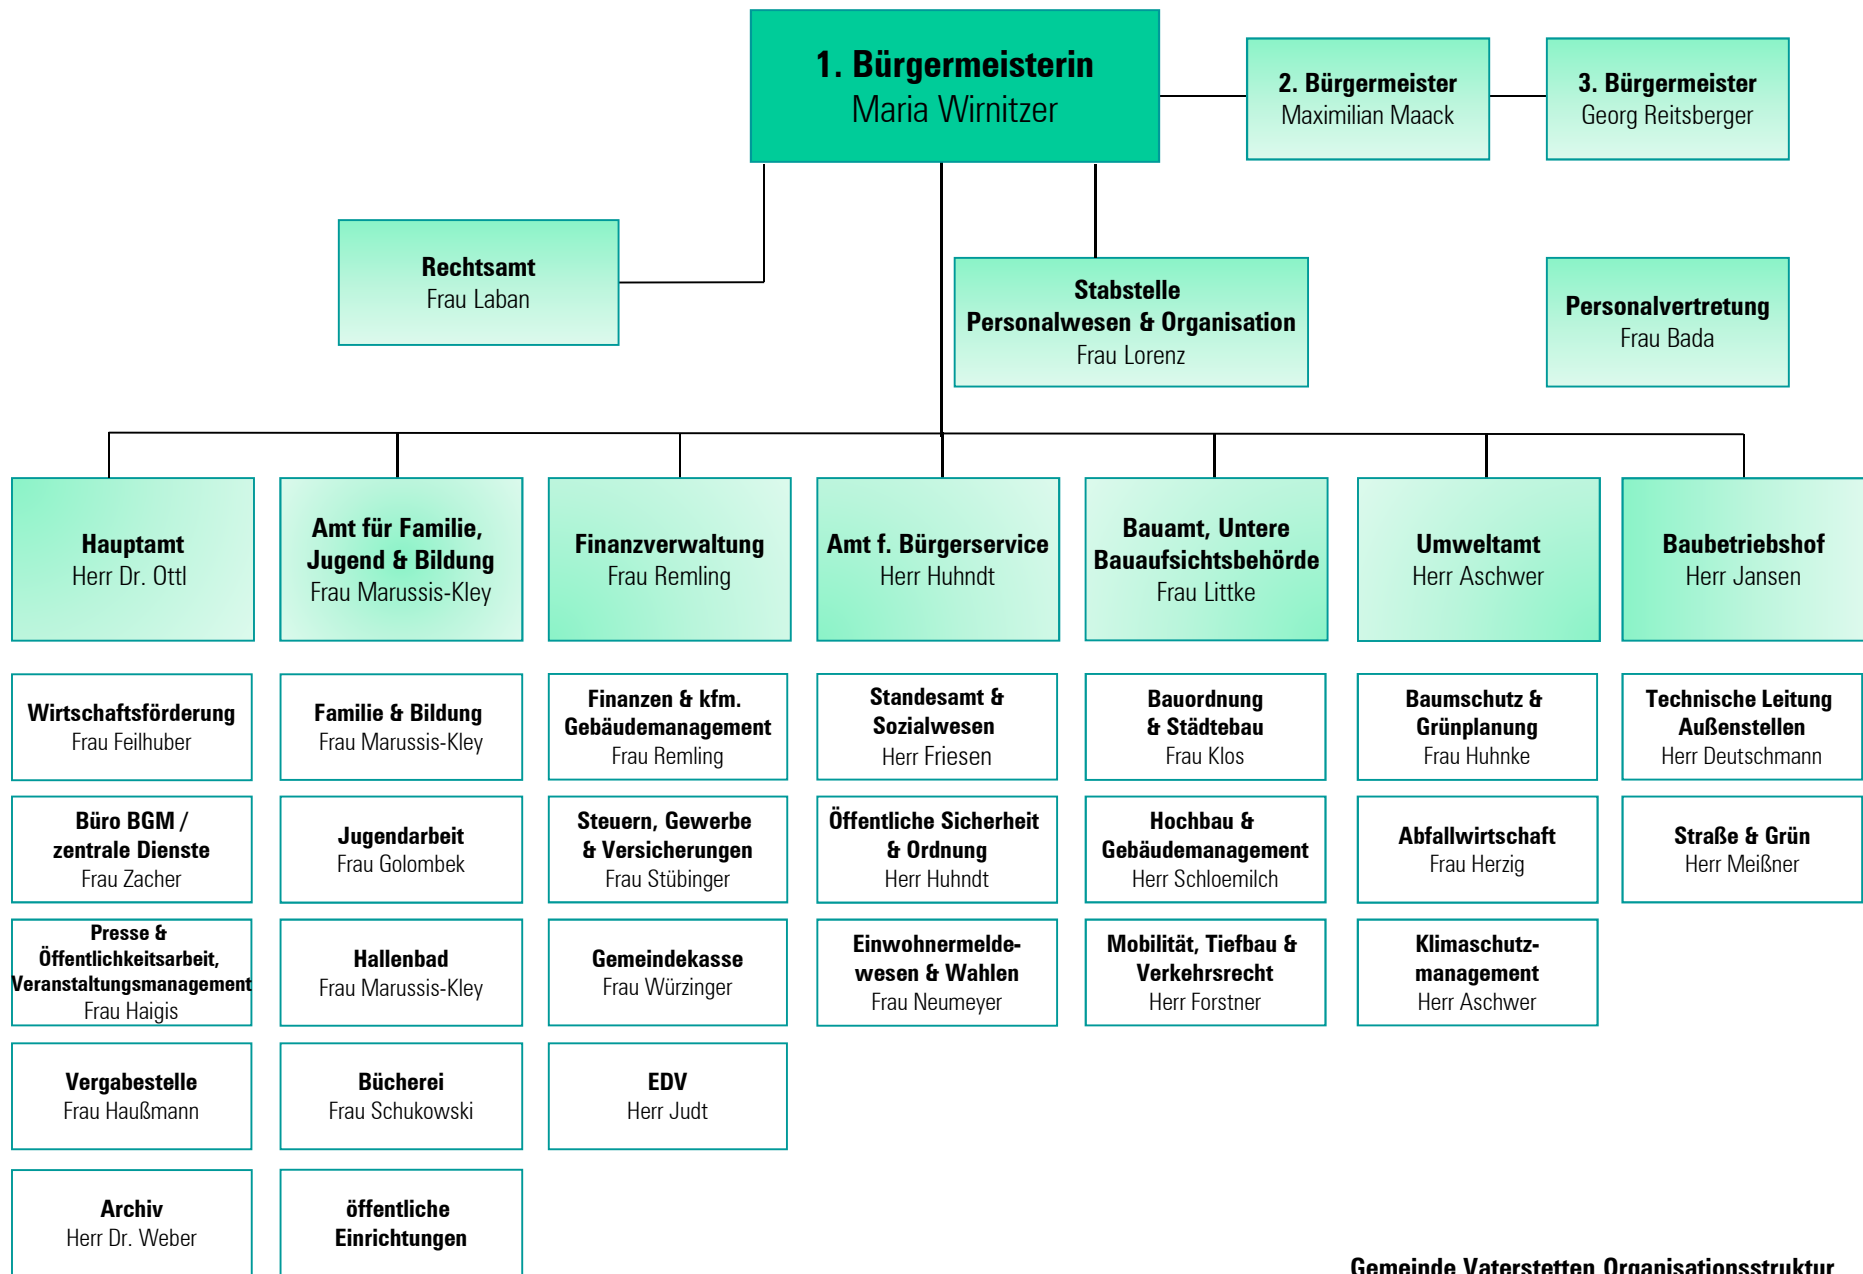 1. Bürgermeisterin
Maria Wirnitzer
2. Bürgermeister
Maximilian Maack
3. Bürgermeister
Georg Reitsberger
Rechtsamt
Frau Laban
Stabstelle
Personalwesen & Organisation
Frau Lorenz
Personalvertretung
Frau Bada
Hauptamt
Herr Dr. Ottl
Amt für Familie,
Jugend & Bildung
Frau Marussis-Kley
Finanzverwaltung
Frau Remling
Amt f. Bürgerservice
Herr Huhndt
Bauamt, Untere
Bauaufsichtsbehörde
Frau Littke
Umweltamt
Herr Aschwer
Baubetriebshof
Herr Jansen
Wirtschaftsförderung
Frau Feilhuber
Familie & Bildung
Frau Marussis-Kley
Finanzen & kfm.
Gebäudemanagement
Frau Remling
Standesamt &
Sozialwesen
Herr Friesen
Bauordnung
& Städtebau
Frau Klos
Baumschutz &
Grünplanung
Frau Huhnke
Technische Leitung
Außenstellen
Herr Deutschmann
Büro BGM /
zentrale Dienste
Frau Zacher
Jugendarbeit
Frau Golombek
Steuern, Gewerbe
& Versicherungen
Frau Stübinger
Öffentliche Sicherheit
& Ordnung
Herr Huhndt
Hochbau &
Gebäudemanagement
Herr Schloemilch
Abfallwirtschaft
Frau Herzig
Straße & Grün
Herr Meißner
Presse &
Öffentlichkeitsarbeit,
Veranstaltungsmanagement
Frau Haigis
Hallenbad
Frau Marussis-Kley
Gemeindekasse
Frau Würzinger
Einwohnermelde-
wesen & Wahlen
Frau Neumeyer
Mobilität, Tiefbau &
Verkehrsrecht
Herr Forstner
Klimaschutz-
management
Herr Aschwer
Vergabestelle
Frau Haußmann
Bücherei
Frau Schukowski
EDV
Herr Judt
Archiv
Herr Dr. Weber
öffentliche
Einrichtungen
Gemeinde Vaterstetten Organisationsstruktur